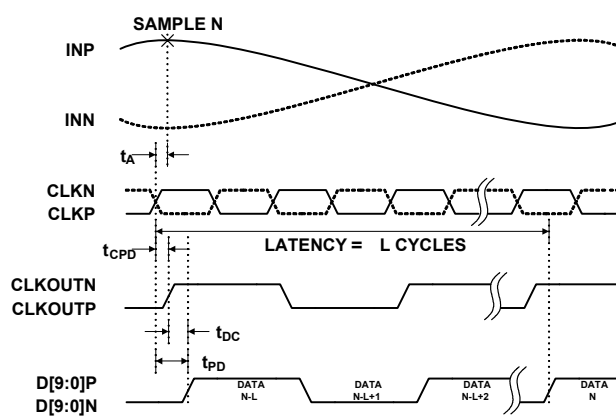 SAMPLE N
INP
INN
tA
CLKN
CLKP
LATENCY = L CYCLES
tCPD
CLKOUTN
CLKOUTP
tDC
tPD
D[9:0]P
D[9:0]N
DATA
N-L
DATA
N-L+1
DATA
N-L+2
DATA
N